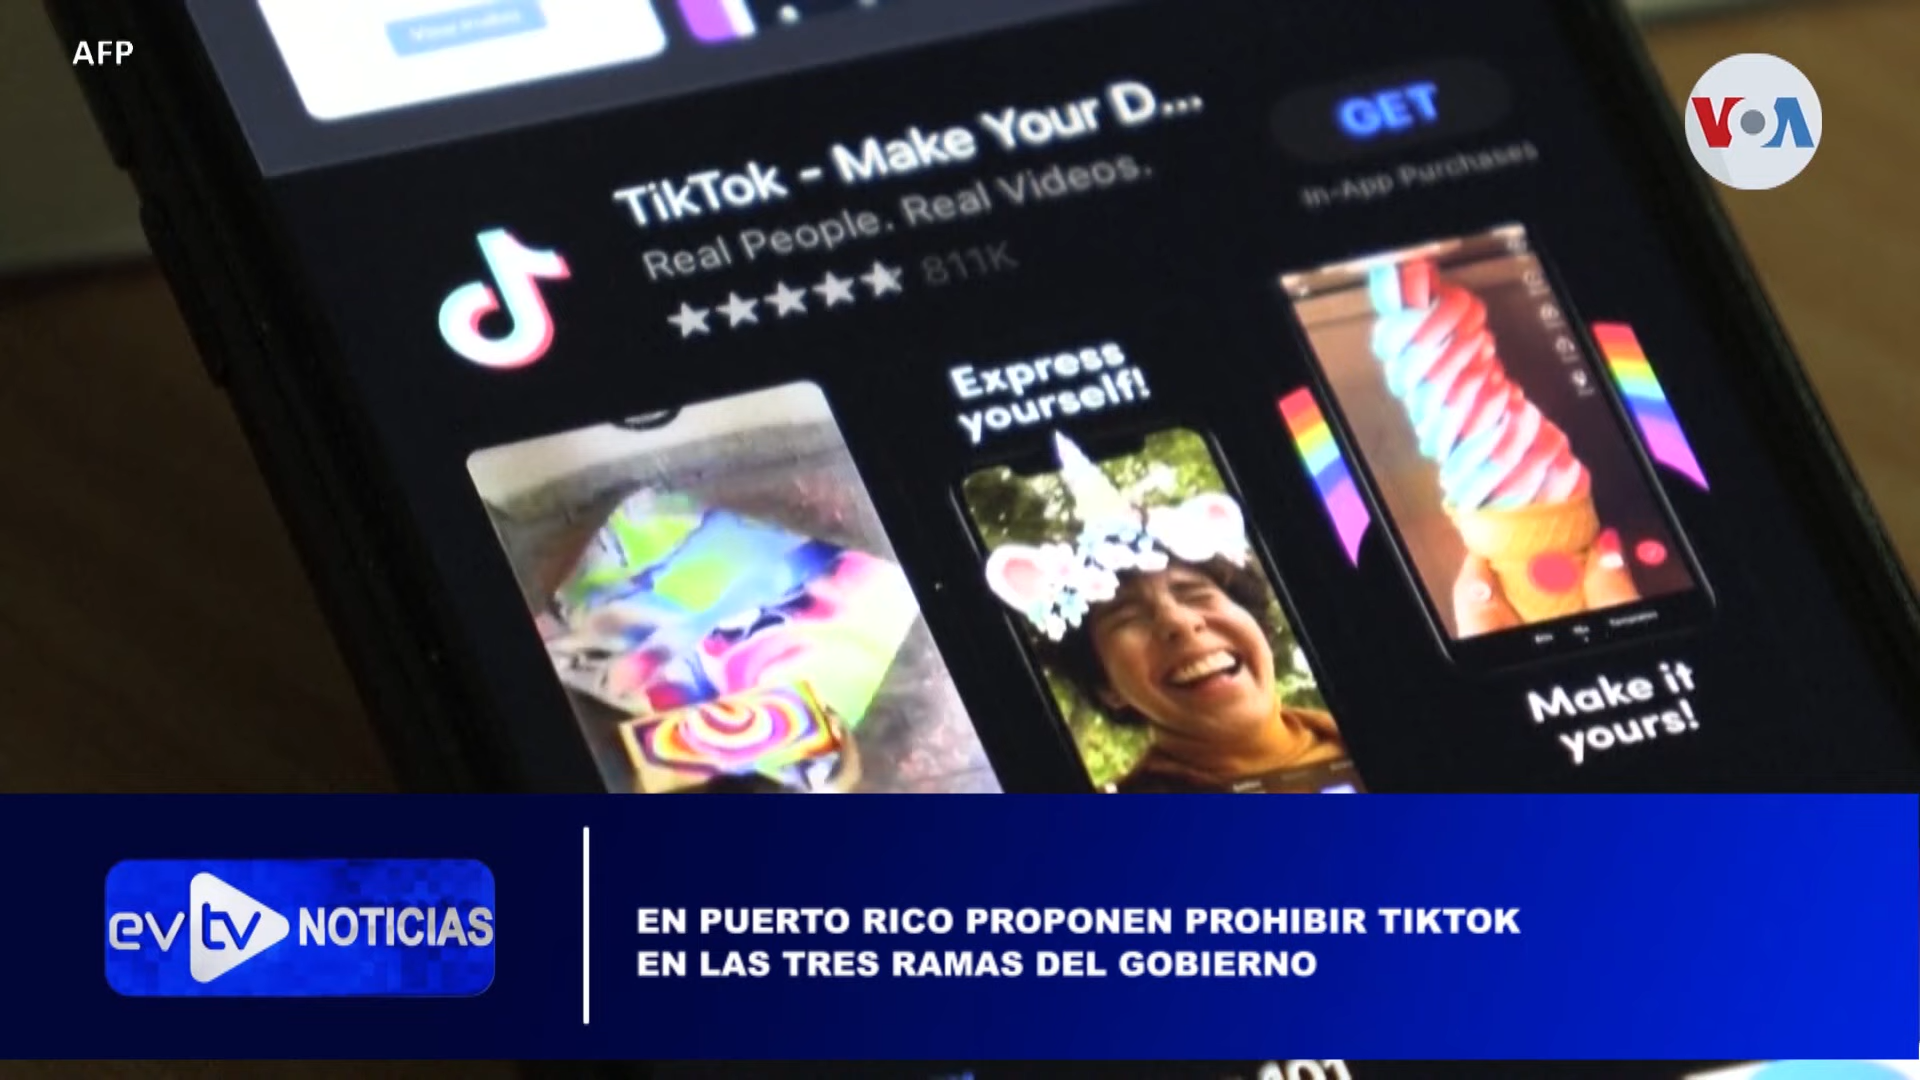 AFP
VOA
TikTok - Make Your D...
GET
Real People. Real Videos.
In-App Purchases
811K
Express
yourself!
Make it
yours!
evtv NOTICIAS
EN PUERTO RICO PROPONEN PROHIBIR TIKTOK
EN LAS TRES RAMAS DEL GOBIERNO